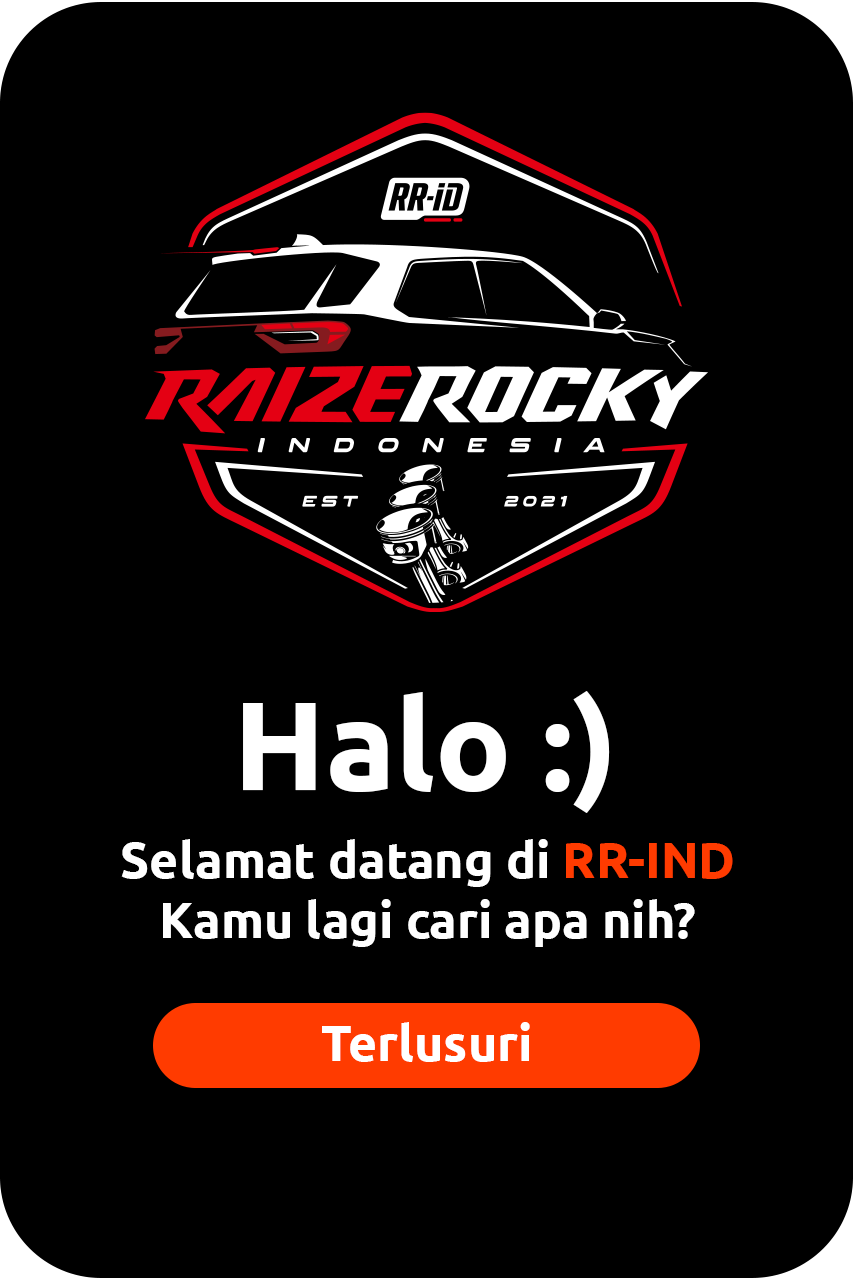 RR-iD
RAIZEROCKY
INDONESIA
EST 2021
Halo :)
Selamat datang di RR-IND
Kamu lagi cari apa nih?
Terlusuri